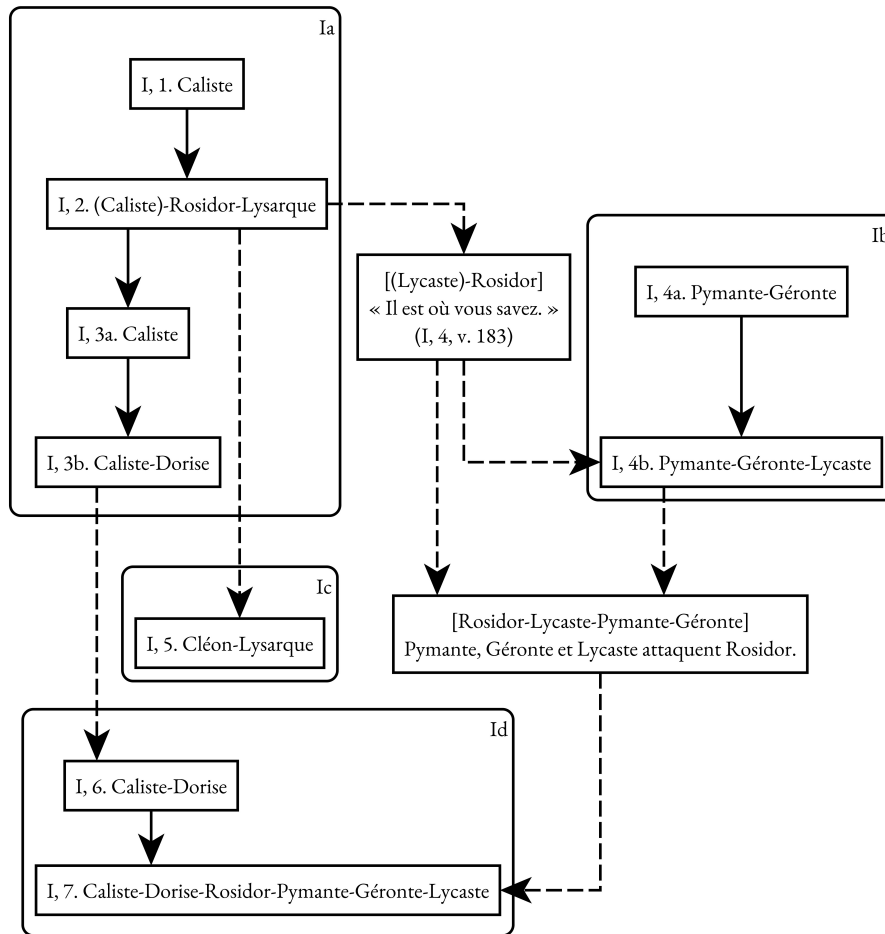 Ia
I, 1. Caliste
I, 2. (Caliste)-Rosidor-Lysarque
I, 3a. Caliste
I, 3b. Caliste-Dorise
[(Lycaste)-Rosidor]
« Il est où vous savez. »
(I, 4, v. 183)
Ib
I, 4a. Pymante-Géronte
I, 4b. Pymante-Géronte-Lycaste
Ic
I, 5. Cléon-Lysarque
[Rosidor-Lycaste-Pymante-Géronte]
Pymante, Géronte et Lycaste attaquent Rosidor.
Id
I, 6. Caliste-Dorise
I, 7. Caliste-Dorise-Rosidor-Pymante-Géronte-Lycaste